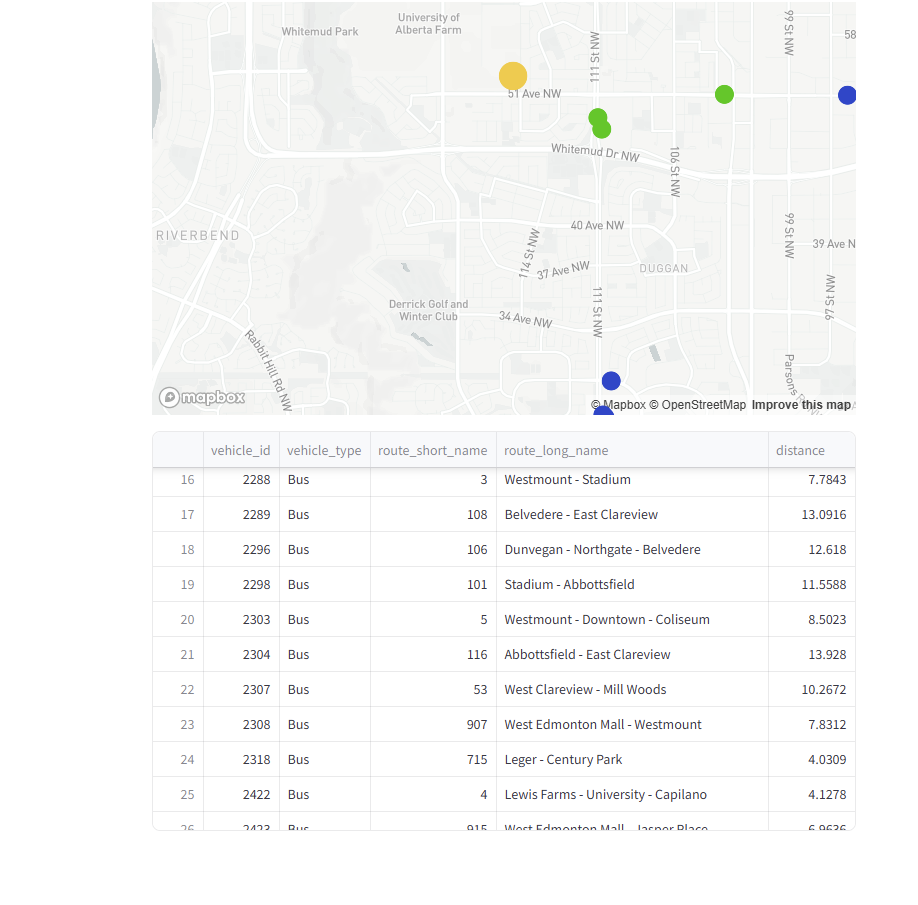 Whitemud Park
University of
Alberta Farm
99 St NW
58
111 St NW
51 Ave NW
Whitemud Dr NW
106 St NW
RIVERBEND
40 Ave NW
99 St NW
39 Ave N
114 St NW
37 Ave NW
DUGGAN
97 St NW
Derrick Golf and
Winter Club
34 Ave NW
111 St NW
Rabbit Hill Rd NW
Parsons R
mapbox
© Mapbox © OpenStreetMap Improve this map
vehicle_id vehicle_type route_short_name route_long_name distance
16 2288 Bus 3 Westmount - Stadium 7.7843
17 2289 Bus 108 Belvedere - East Clareview 13.0916
18 2296 Bus 106 Dunvegan - Northgate - Belvedere 12.618
19 2298 Bus 101 Stadium - Abbottsfield 11.5588
20 2303 Bus 5 Westmount - Downtown - Coliseum 8.5023
21 2304 Bus 116 Abbottsfield - East Clareview 13.928
22 2307 Bus 53 West Clareview - Mill Woods 10.2672
23 2308 Bus 907 West Edmonton Mall - Westmount 7.8312
24 2318 Bus 715 Leger - Century Park 4.0309
25 2422 Bus 4 Lewis Farms - University - Capilano 4.1278
26 2423 Bus 915 West Edmonton Mall - Jasper Place 6.9636